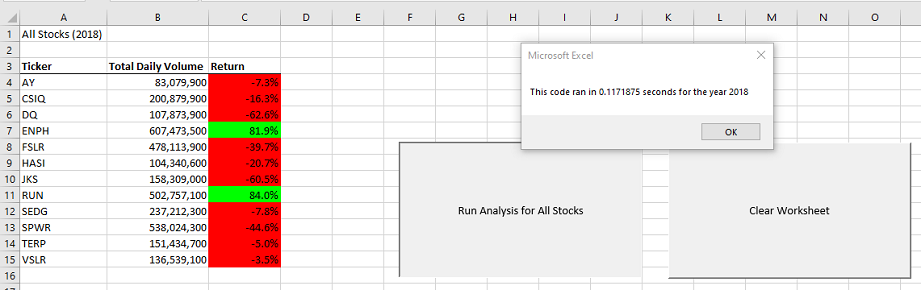 A B C D E F G H I J K L M N O
1 All Stocks (2018)
2
3 Ticker Total Daily Volume Return
4 AY 83,079,900 -7.3%
5 CSIQ 200,879,900 -16.3%
6 DQ 107,873,900 -62.6%
7 ENPH 607,473,500 81.9%
8 FSLR 478,113,900 -39.7%
9 HASI 104,340,600 -20.7%
10 JKS 158,309,000 -60.5%
11 RUN 502,757,100 84.0%
12 SEDG 237,212,300 -7.8%
13 SPWR 538,024,300 -44.6%
14 TERP 151,434,700 -5.0%
15 VSLR 136,539,100 -3.5%
16
Microsoft Excel
This code ran in 0.1171875 seconds for the year 2018
OK
Run Analysis for All Stocks
Clear Worksheet